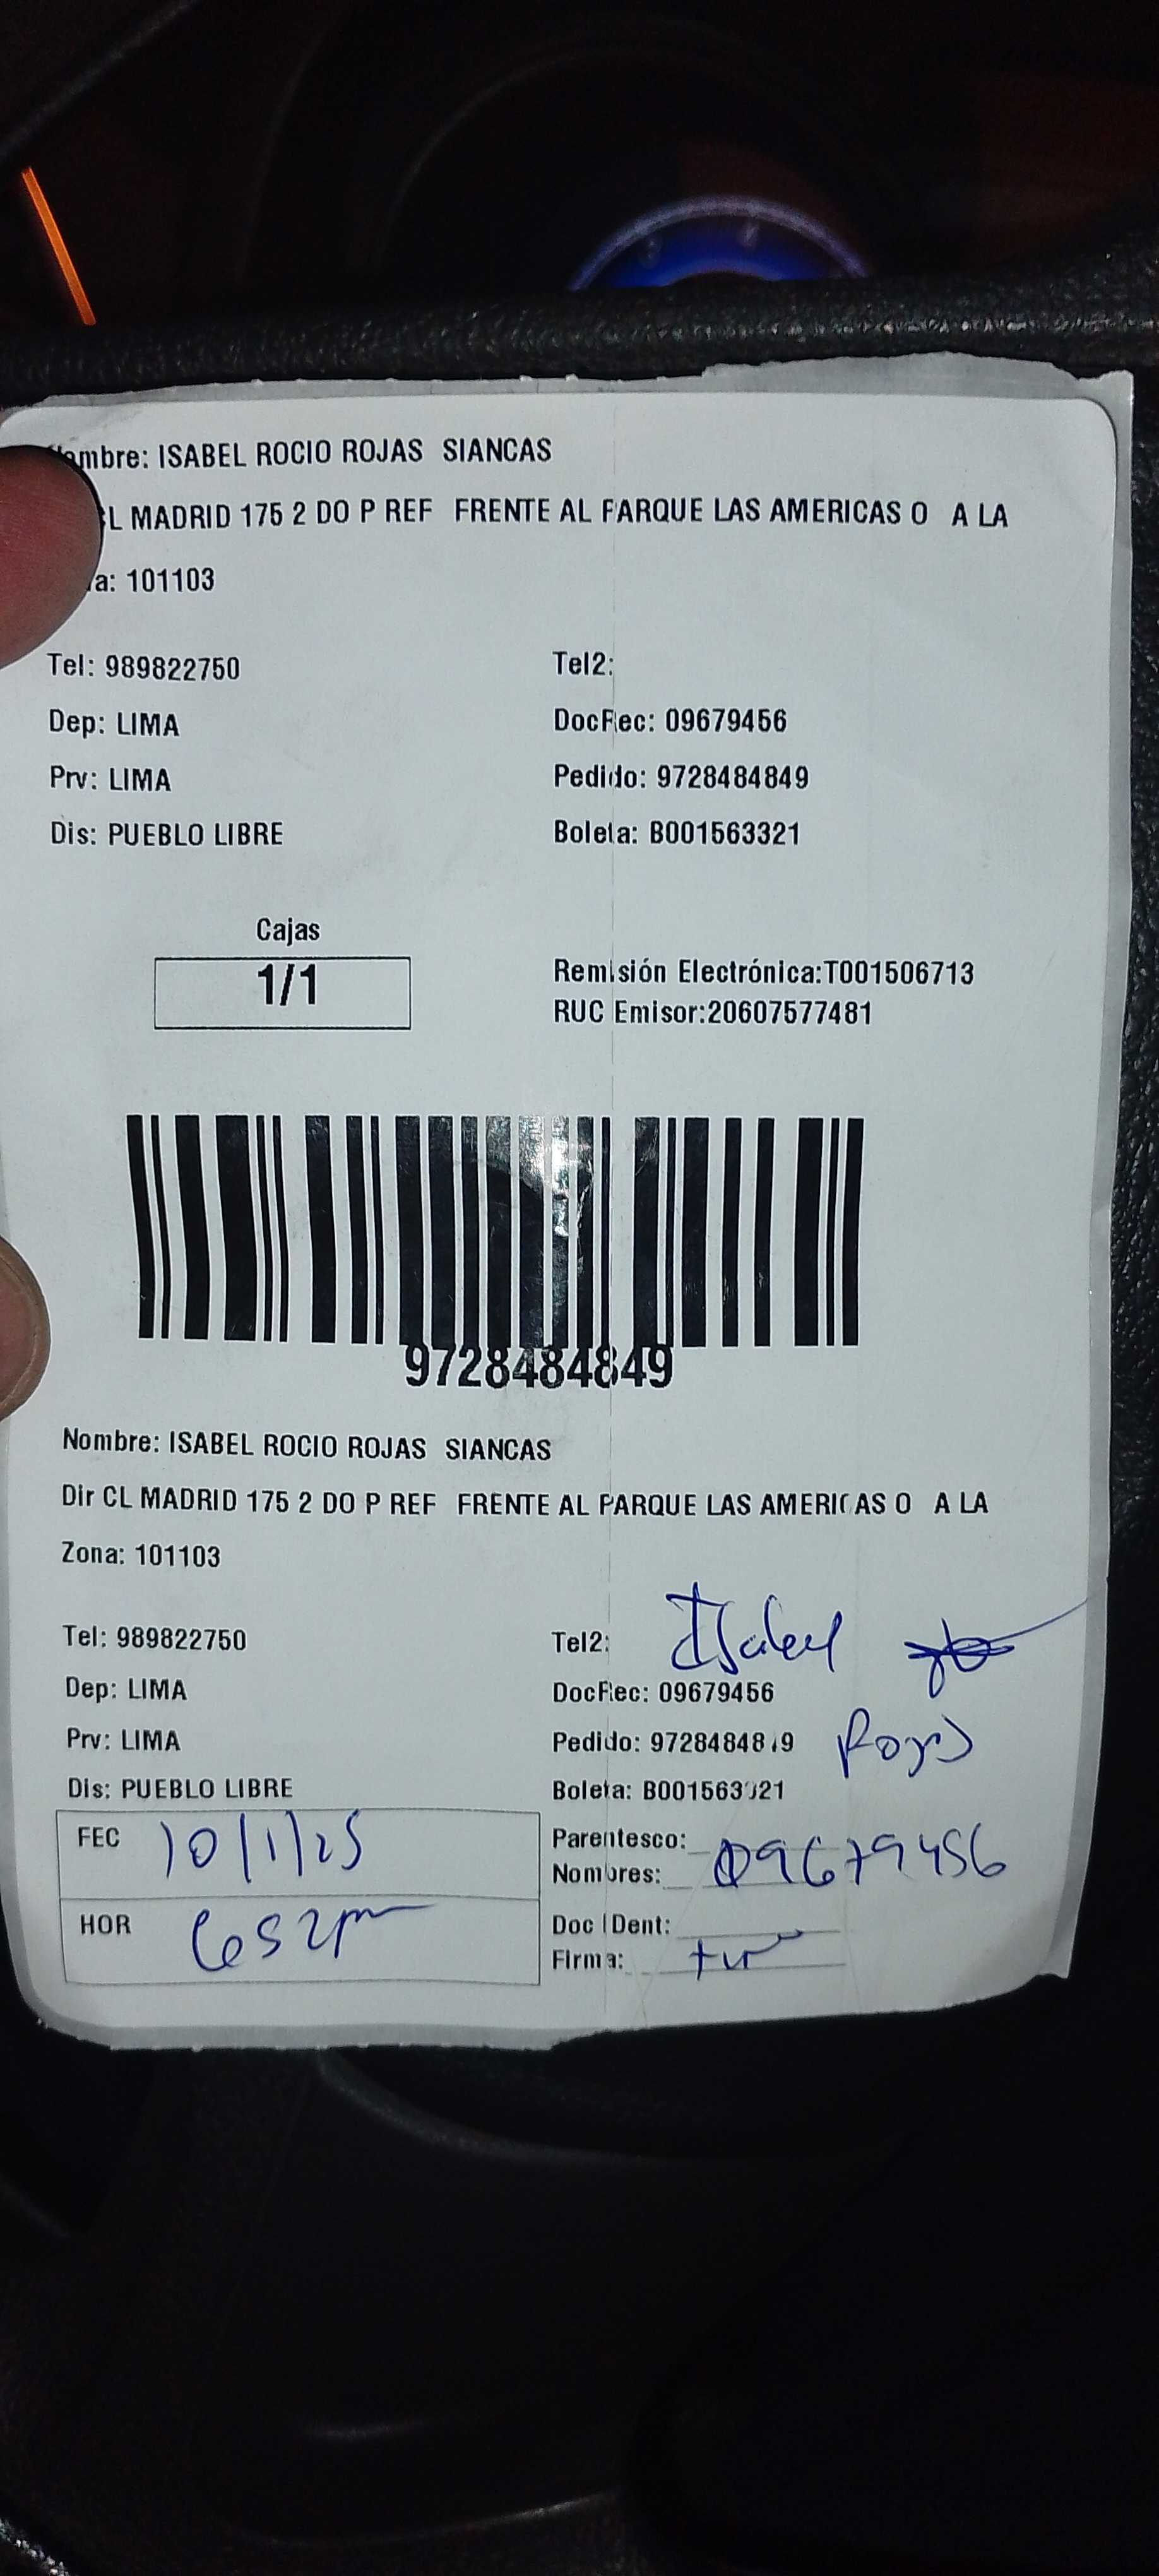 ombre: ISABEL ROCIO ROJAS SIANCAS
CL MADRID 175 2 DO P REF FRENTE AL PARQUE LAS AMERICAS O A LA
a: 101103
Tel: 989822750 Tel2:
Dep: LIMA DocRec: 09679456
Prv: LIMA Pedido: 9728484849
Dis: PUEBLO LIBRE Boleta: B001563321
Cajas
1/1
Remisión Electrónica:T001506713
RUC Emisor:20607577481
9728484849
Nombre: ISABEL ROCIO ROJAS SIANCAS
Dir CL MADRID 175 2 DO P REF FRENTE AL PARQUE LAS AMERICAS O A LA
Zona: 101103
Tel: 989822750 Tel2: Isabel
Dep: LIMA DocRec: 09679456
Prv: LIMA Pedido: 9728484849 Rojas
Dis: PUEBLO LIBRE Boleta: B001563321
FEC 10/1/25 Parentesco:
Nombres: 09679456
HOR 652pm Doc IDent:
Firma: